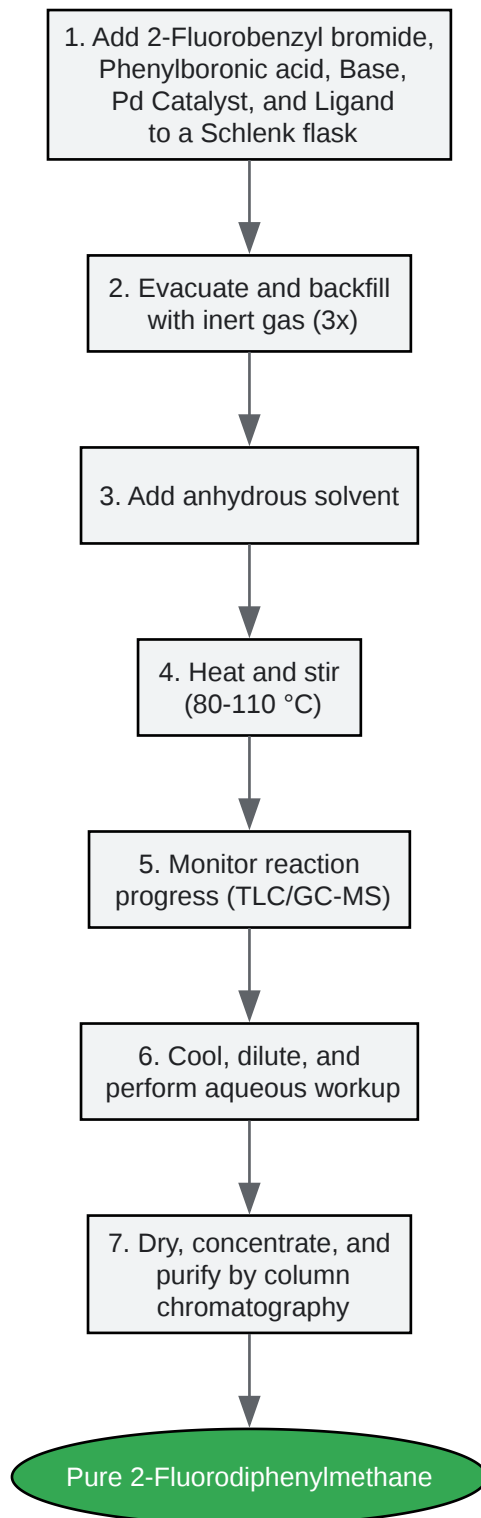 1. Add 2-Fluorobenzyl bromide,
Phenylboronic acid, Base,
Pd Catalyst, and Ligand
to a Schlenk flask
2. Evacuate and backfill
with inert gas (3x)
3. Add anhydrous solvent
4. Heat and stir
(80-110 °C)
5. Monitor reaction
progress (TLC/GC-MS)
6. Cool, dilute, and
perform aqueous workup
7. Dry, concentrate, and
purify by column
chromatography
Pure 2-Fluorodiphenylmethane